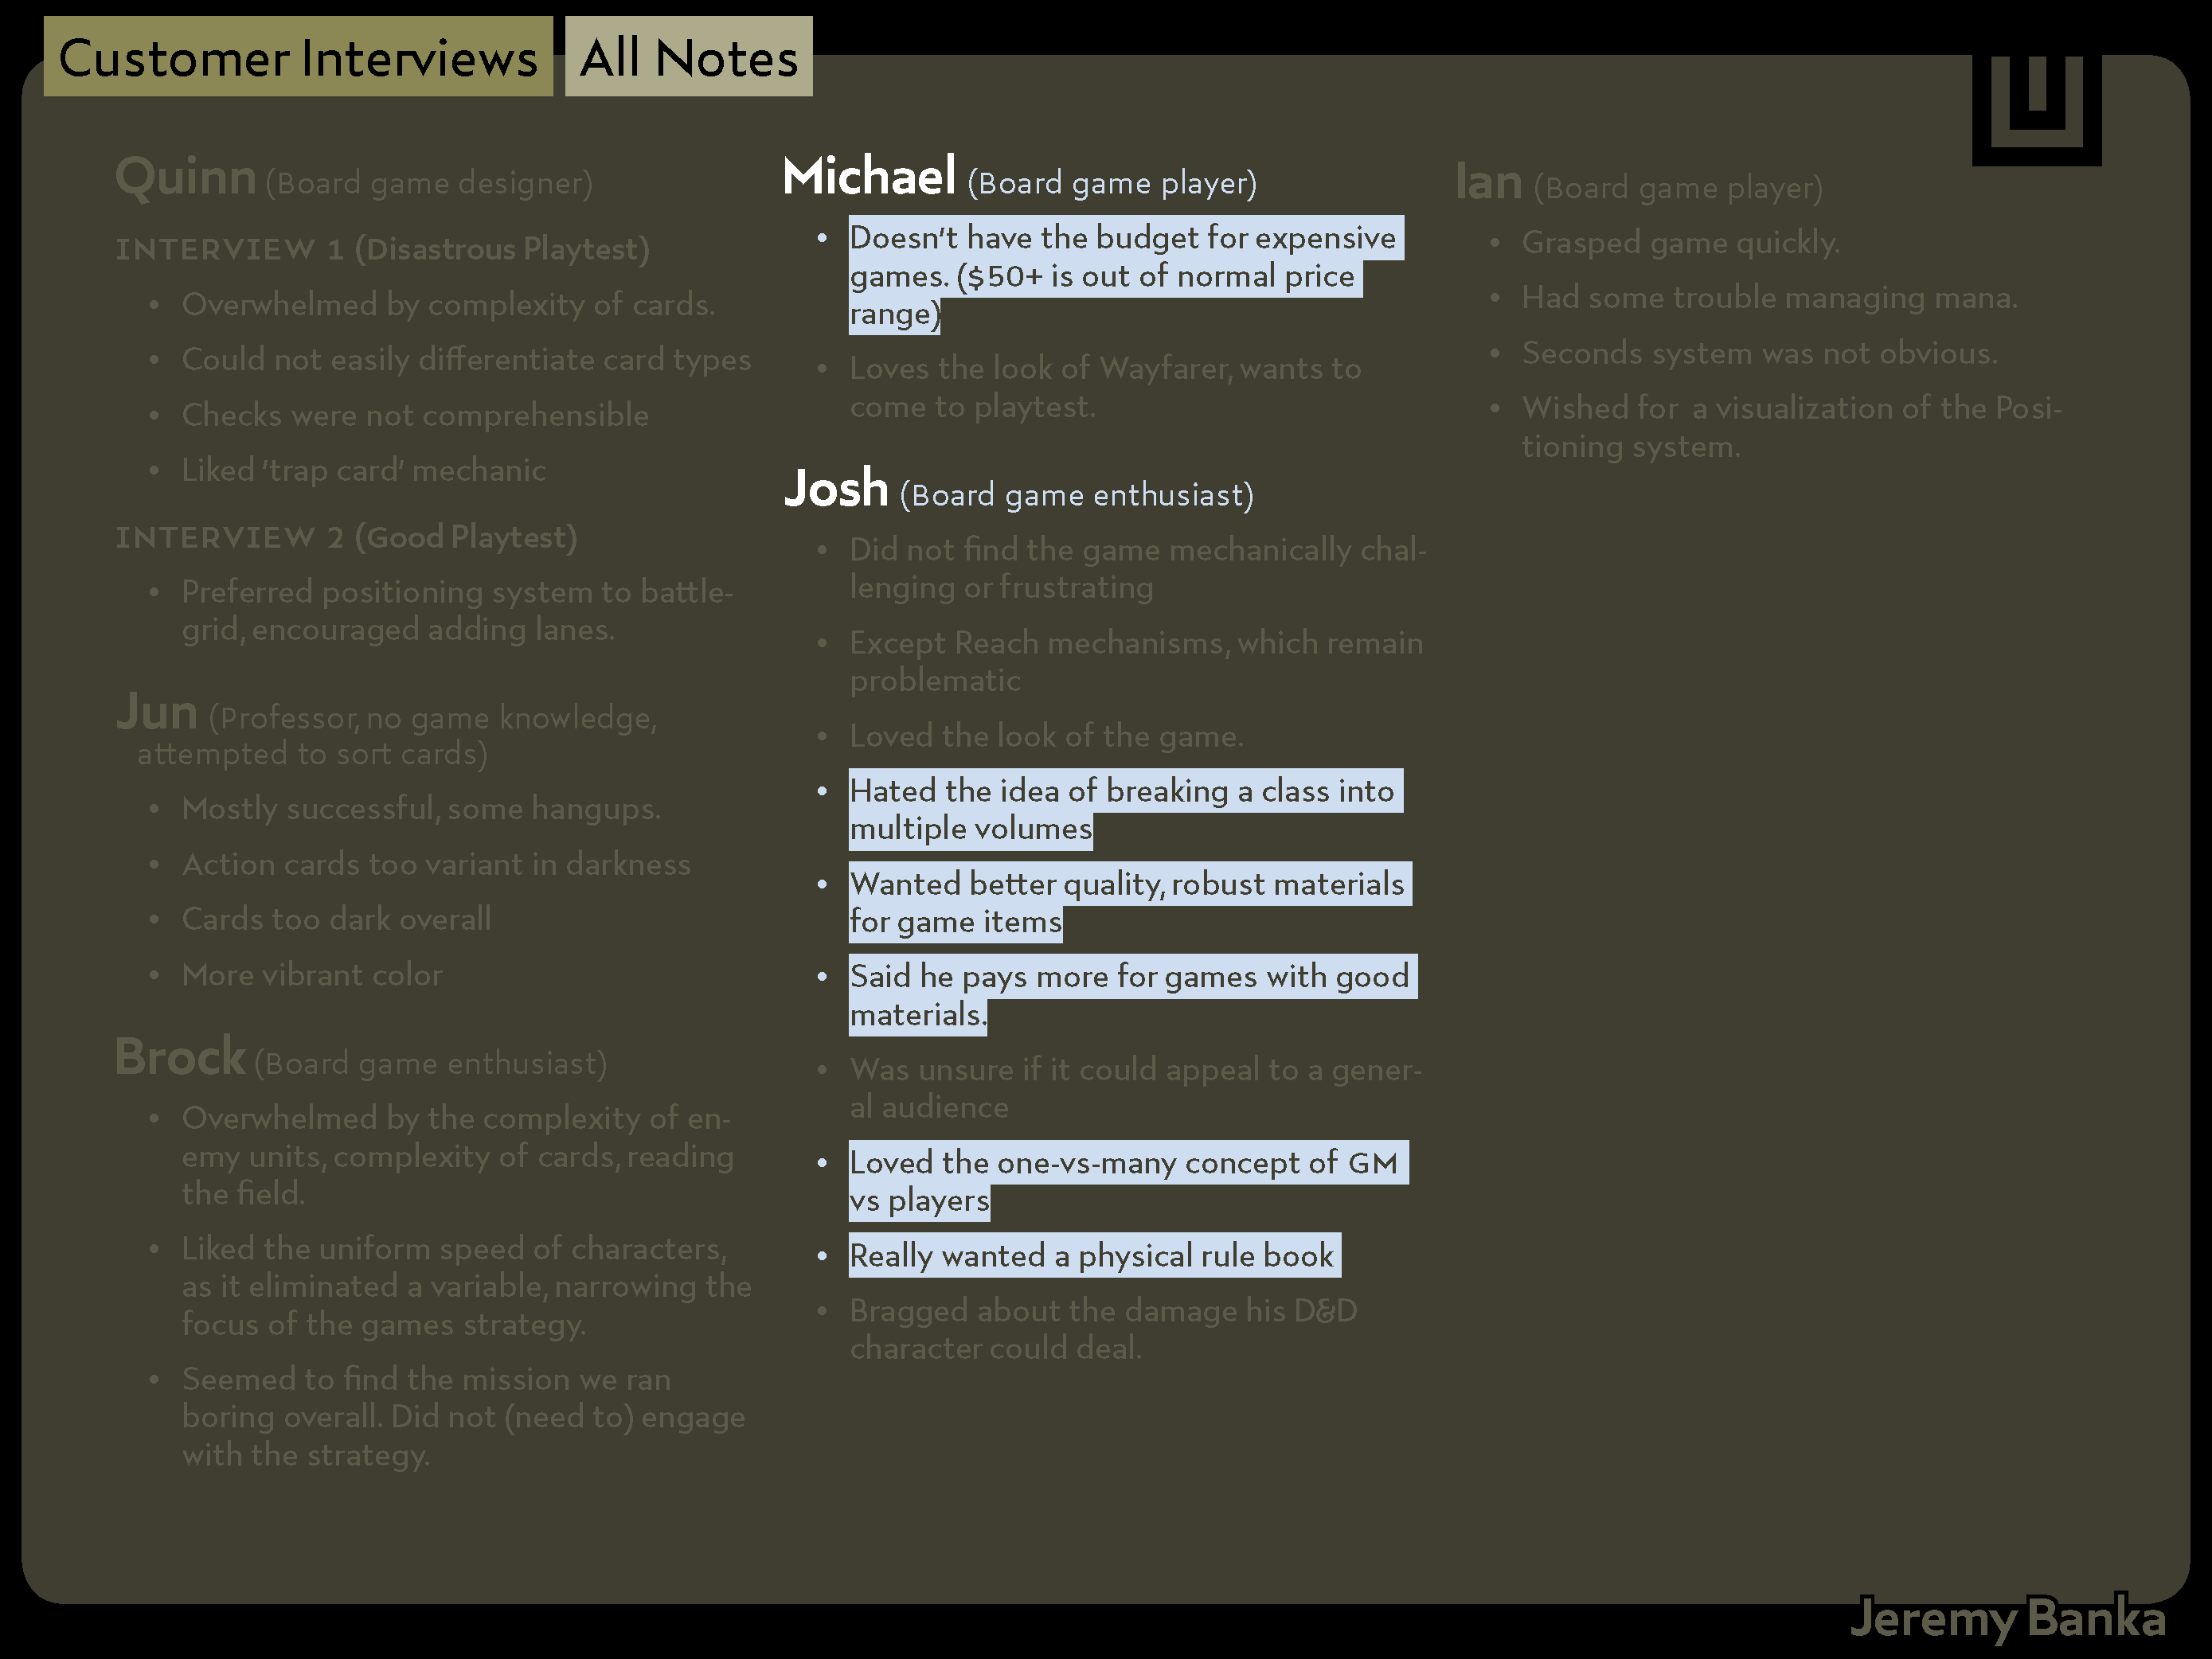 Customer Interviews All Notes
Quinn (Board game designer)
INTERVIEW 1 (Disastrous Playtest)
• Overwhelmed by complexity of cards.
• Could not easily differentiate card types
• Checks were not comprehensible
• Liked 'trap card' mechanic
INTERVIEW 2 (Good Playtest)
• Preferred positioning system to battle-
grid, encouraged adding lanes.
Jun (Professor, no game knowledge,
attempted to sort cards)
• Mostly successful, some hangups.
• Action cards too variant in darkness
• Cards too dark overall
• More vibrant color
Brock (Board game enthusiast)
• Overwhelmed by the complexity of en-
emy units, complexity of cards, reading
the field.
• Liked the uniform speed of characters,
as it eliminated a variable, narrowing the
focus of the games strategy.
• Seemed to find the mission we ran
boring overall. Did not (need to) engage
with the strategy.
Michael (Board game player)
• Doesn't have the budget for expensive
games. ($50+ is out of normal price
range)
• Loves the look of Wayfarer, wants to
come to playtest.
Josh (Board game enthusiast)
• Did not find the game mechanically chal-
lenging or frustrating
• Except Reach mechanisms, which remain
problematic
• Loved the look of the game.
• Hated the idea of breaking a class into
multiple volumes
• Wanted better quality, robust materials
for game items
• Said he pays more for games with good
materials.
• Was unsure if it could appeal to a gener-
al audience
• Loved the one-vs-many concept of GM
vs players
• Really wanted a physical rule book
• Bragged about the damage his D&D
character could deal.
Ian (Board game player)
• Grasped game quickly.
• Had some trouble managing mana.
• Seconds system was not obvious.
• Wished for a visualization of the Posi-
tioning system.
Jeremy Banka